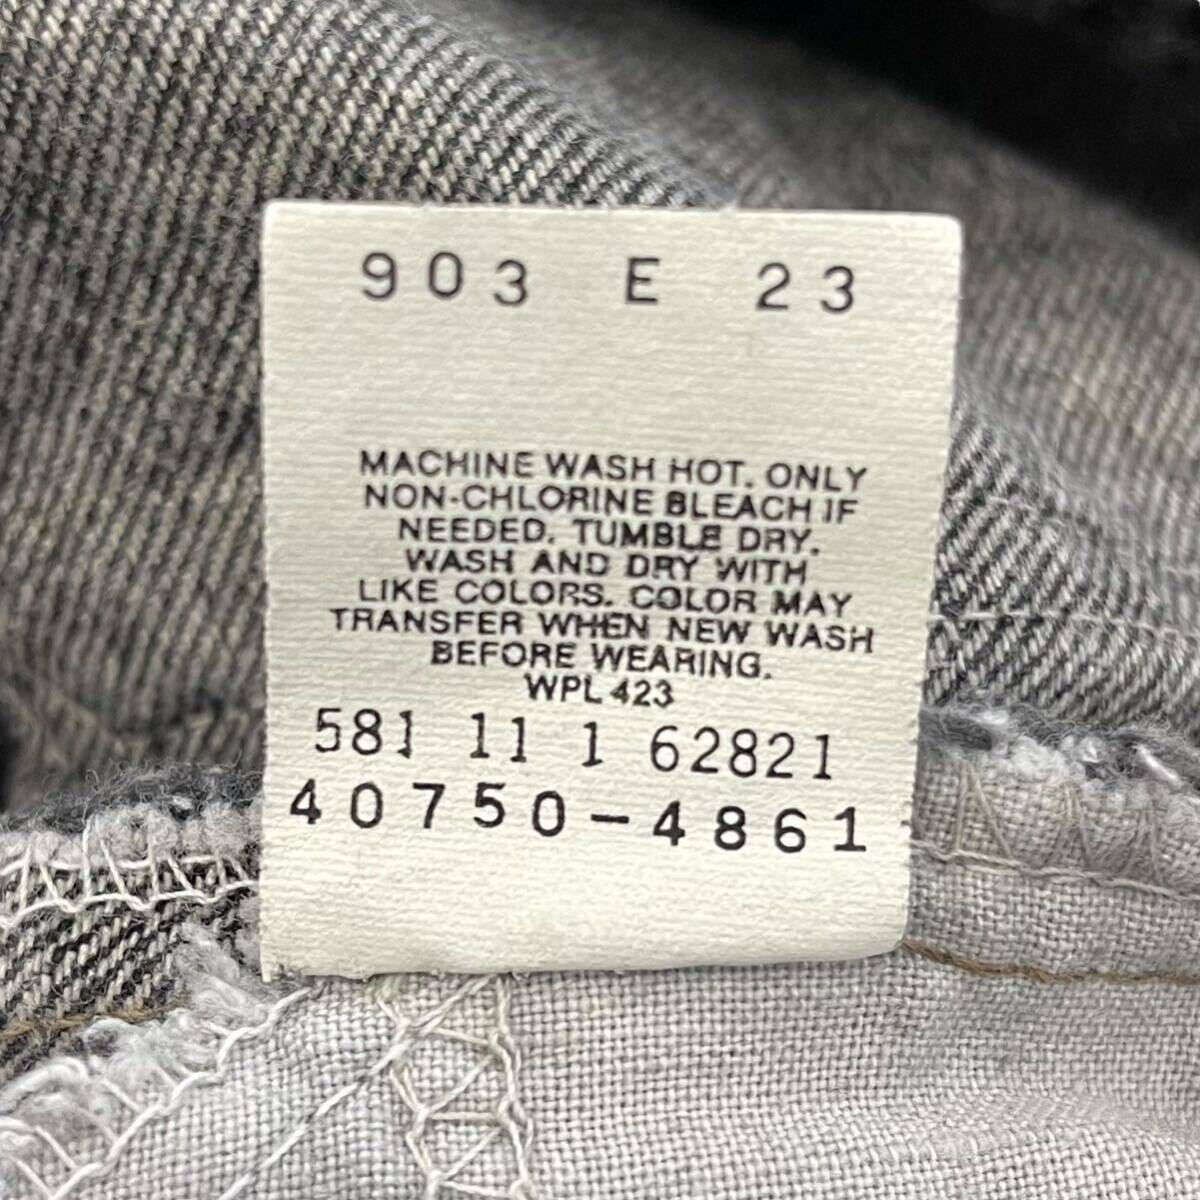 903 E 23
MACHINE WASH HOT. ONLY
NON-CHLORINE BLEACH IF
NEEDED. TUMBLE DRY.
WASH AND DRY WITH
LIKE COLORS. COLOR MAY
TRANSFER WHEN NEW WASH
BEFORE WEARING.
WPL 423
581 11 1 62821
40750-4861